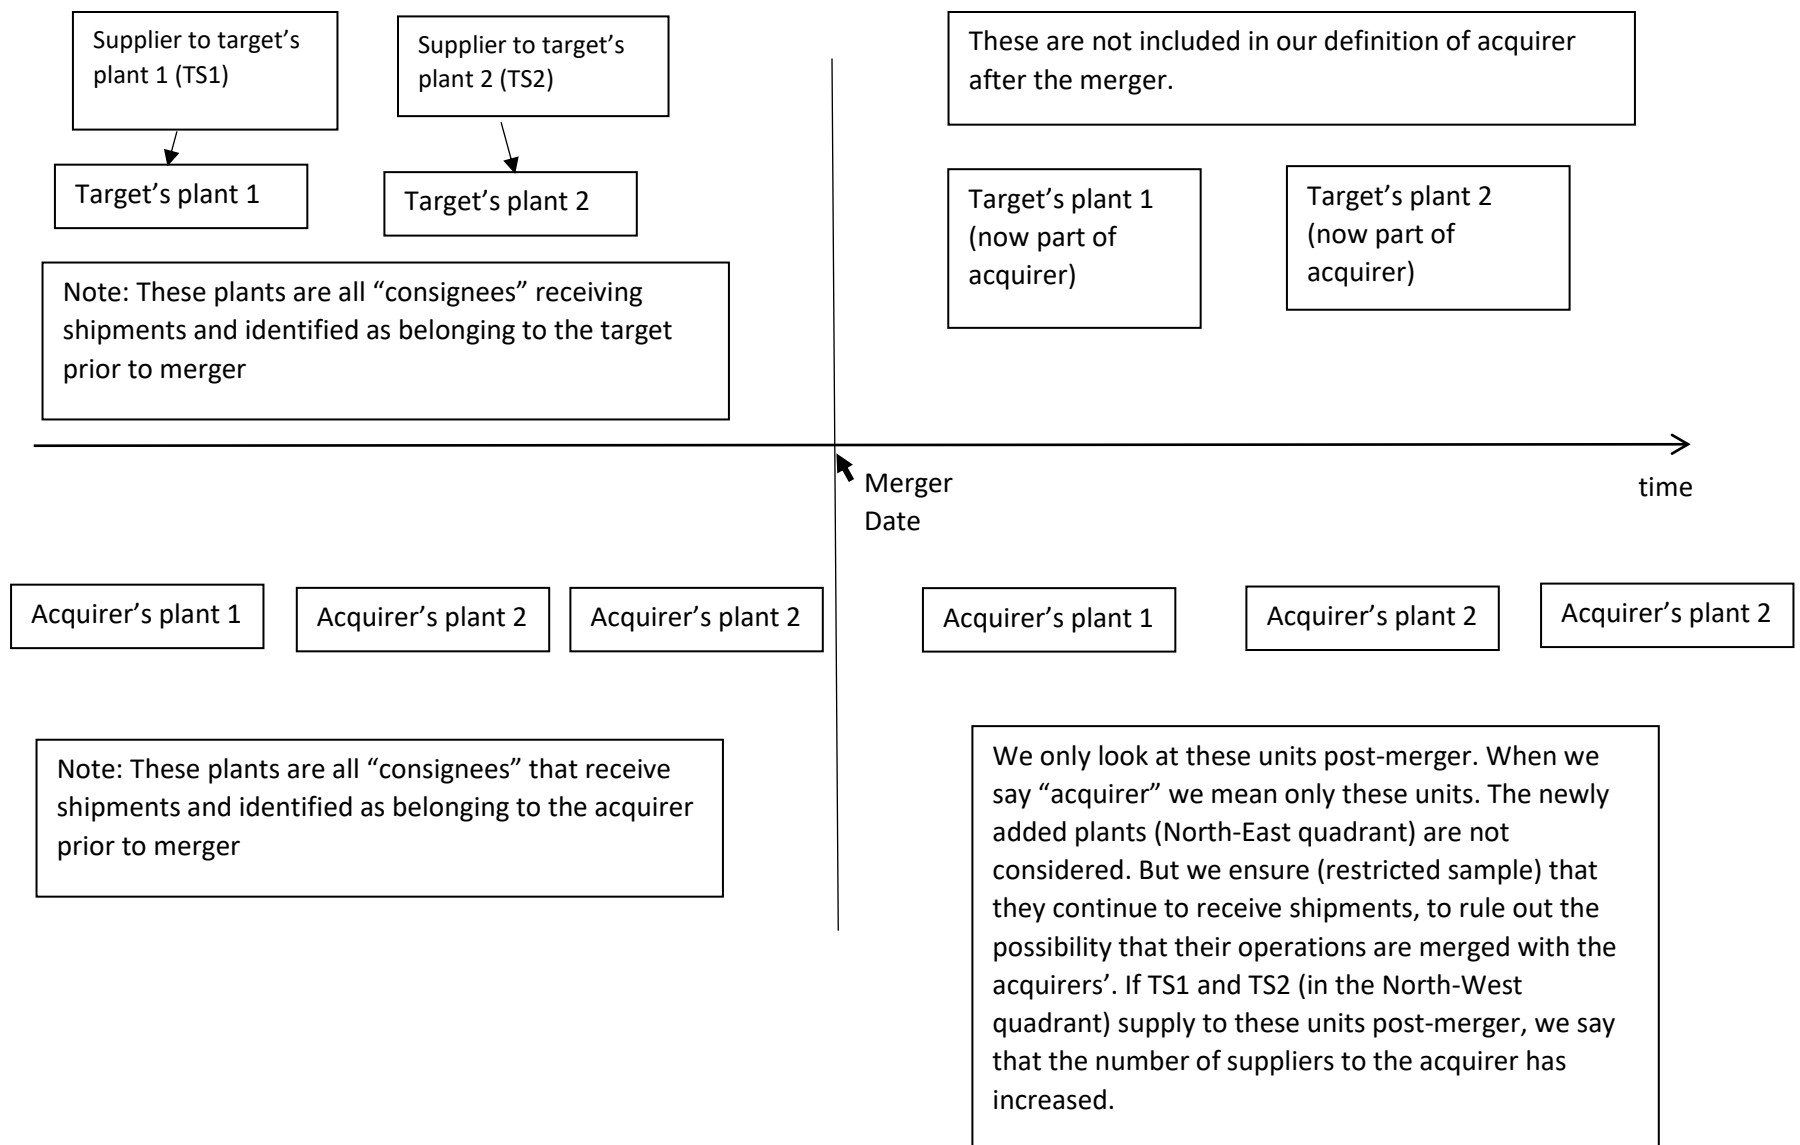 Supplier to target’s
plant 1 (TS1)
Supplier to target’s
plant 2 (TS2)
These are not included in our definition of acquirer
after the merger.
Target’s plant 1
Target’s plant 2
Target’s plant 1
(now part of
acquirer)
Target’s plant 2
(now part of
acquirer)
Note: These plants are all “consignees” receiving
shipments and identified as belonging to the target
prior to merger
Merger
Date
time
Acquirer’s plant 1
Acquirer’s plant 2
Acquirer’s plant 2
Acquirer’s plant 1
Acquirer’s plant 2
Acquirer’s plant 2
Note: These plants are all “consignees” that receive
shipments and identified as belonging to the acquirer
prior to merger
We only look at these units post-merger. When we
say “acquirer” we mean only these units. The newly
added plants (North-East quadrant) are not
considered. But we ensure (restricted sample) that
they continue to receive shipments, to rule out the
possibility that their operations are merged with the
acquirers’. If TS1 and TS2 (in the North-West
quadrant) supply to these units post-merger, we say
that the number of suppliers to the acquirer has
increased.